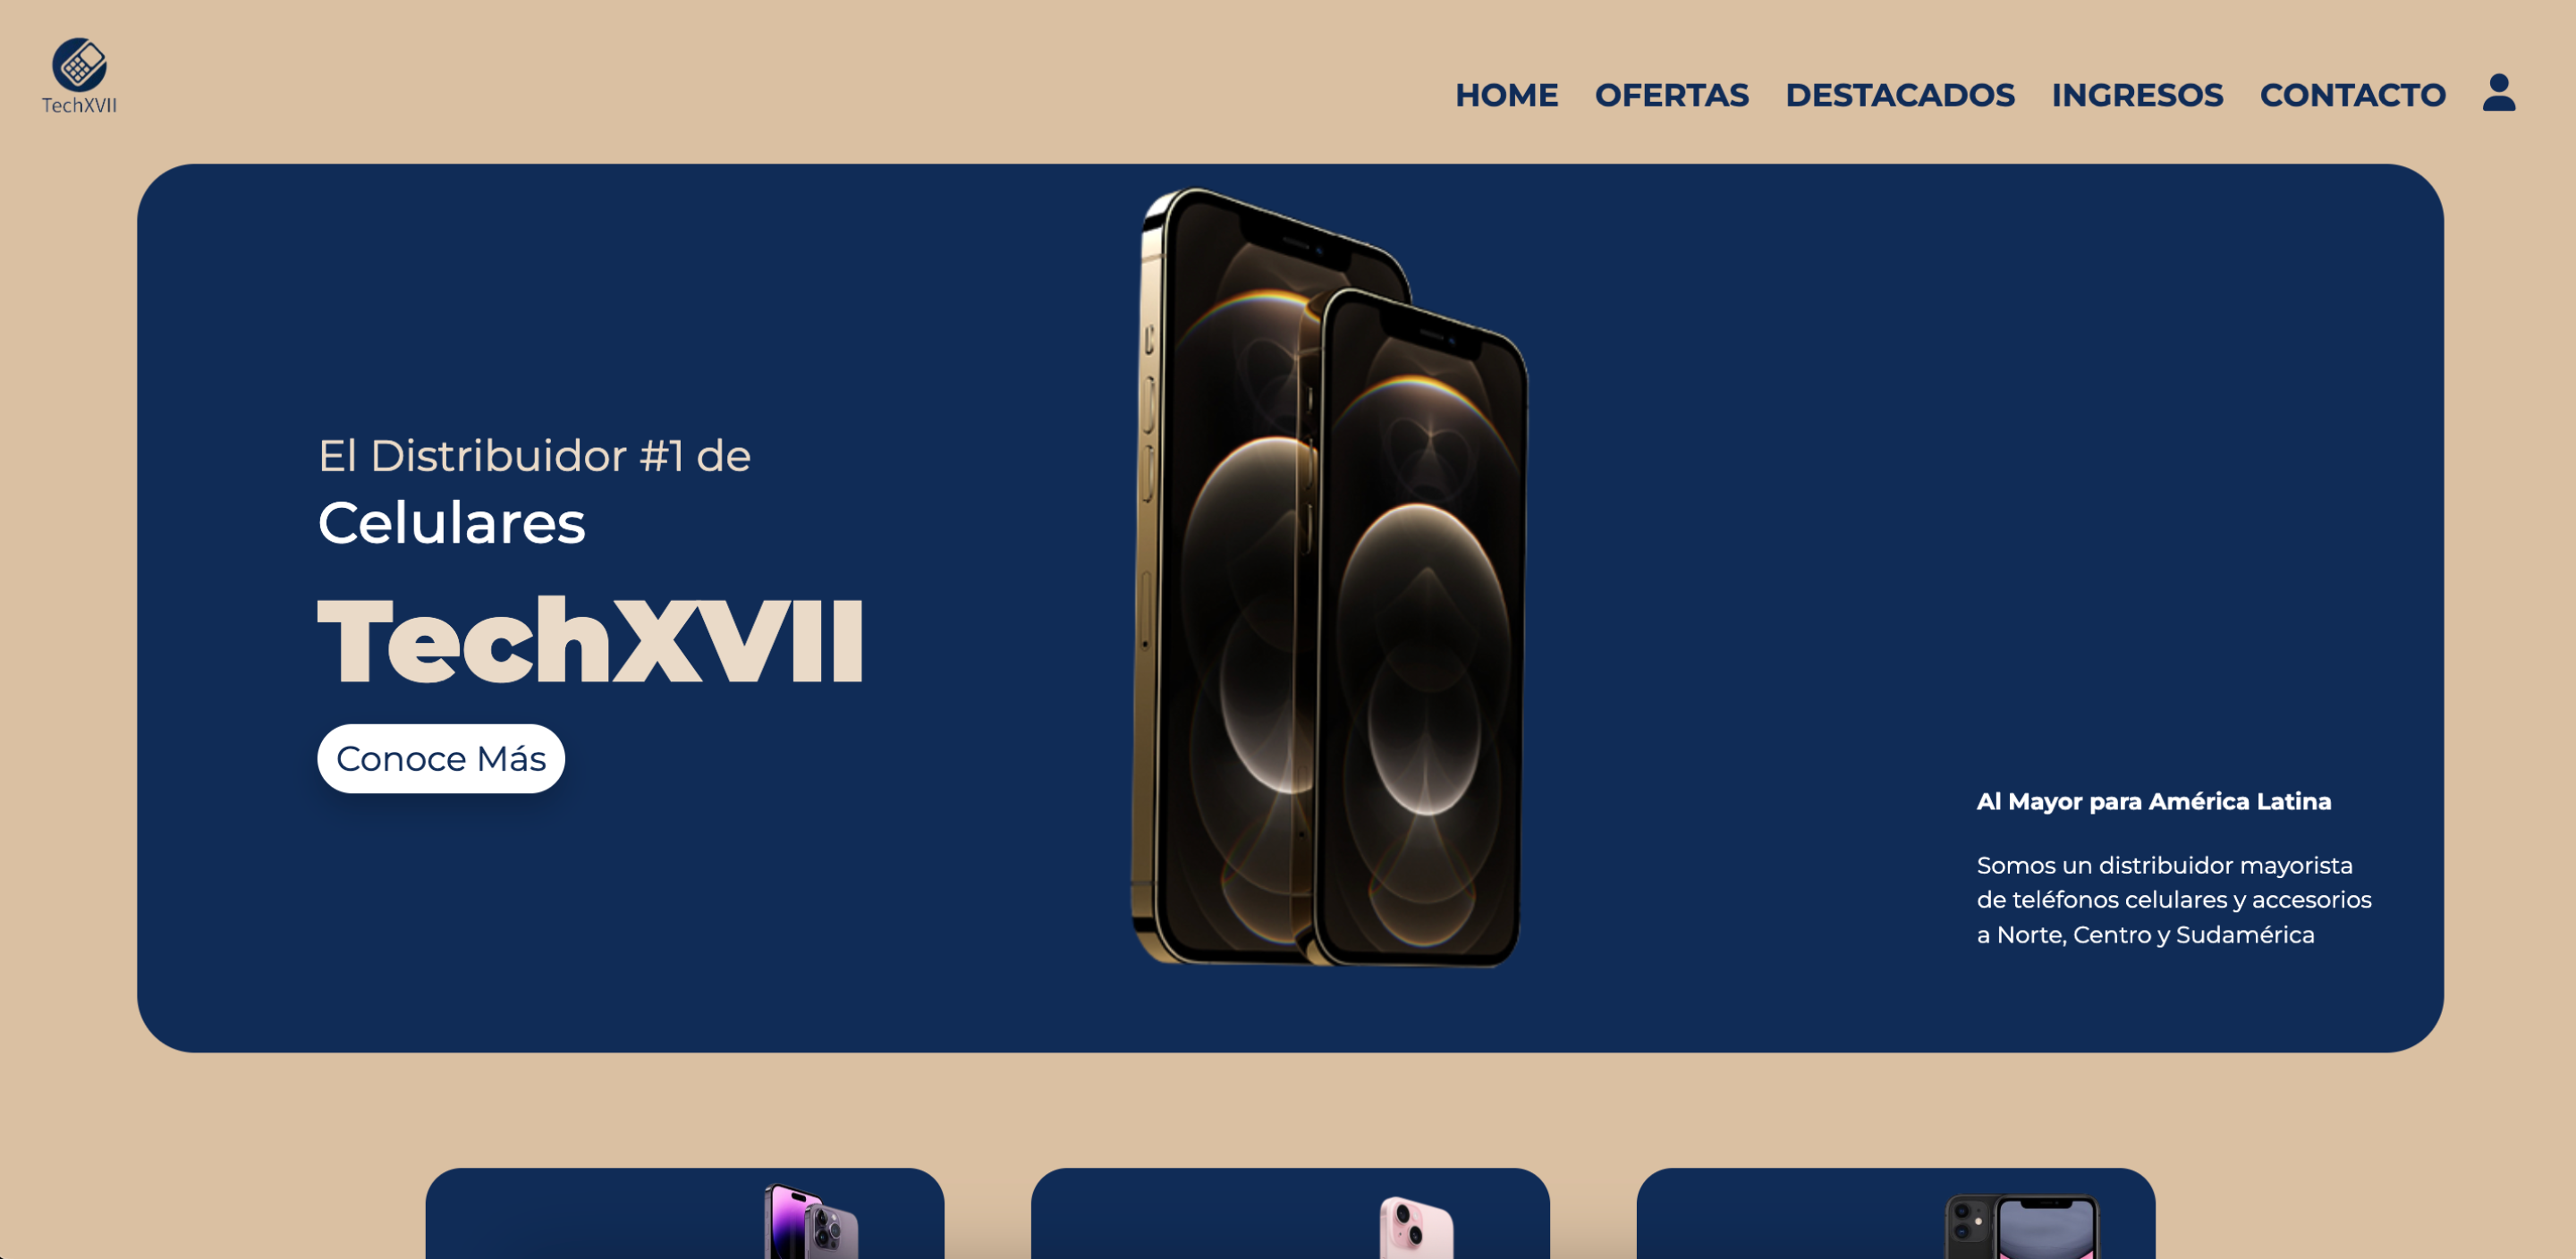 TechXVII
HOME OFERTAS DESTACADOS INGRESOS CONTACTO
El Distribuidor #1 de
Celulares
TechXVII
Conoce Más
Al Mayor para América Latina
Somos un distribuidor mayorista
de teléfonos celulares y accesorios
a Norte, Centro y Sudamérica